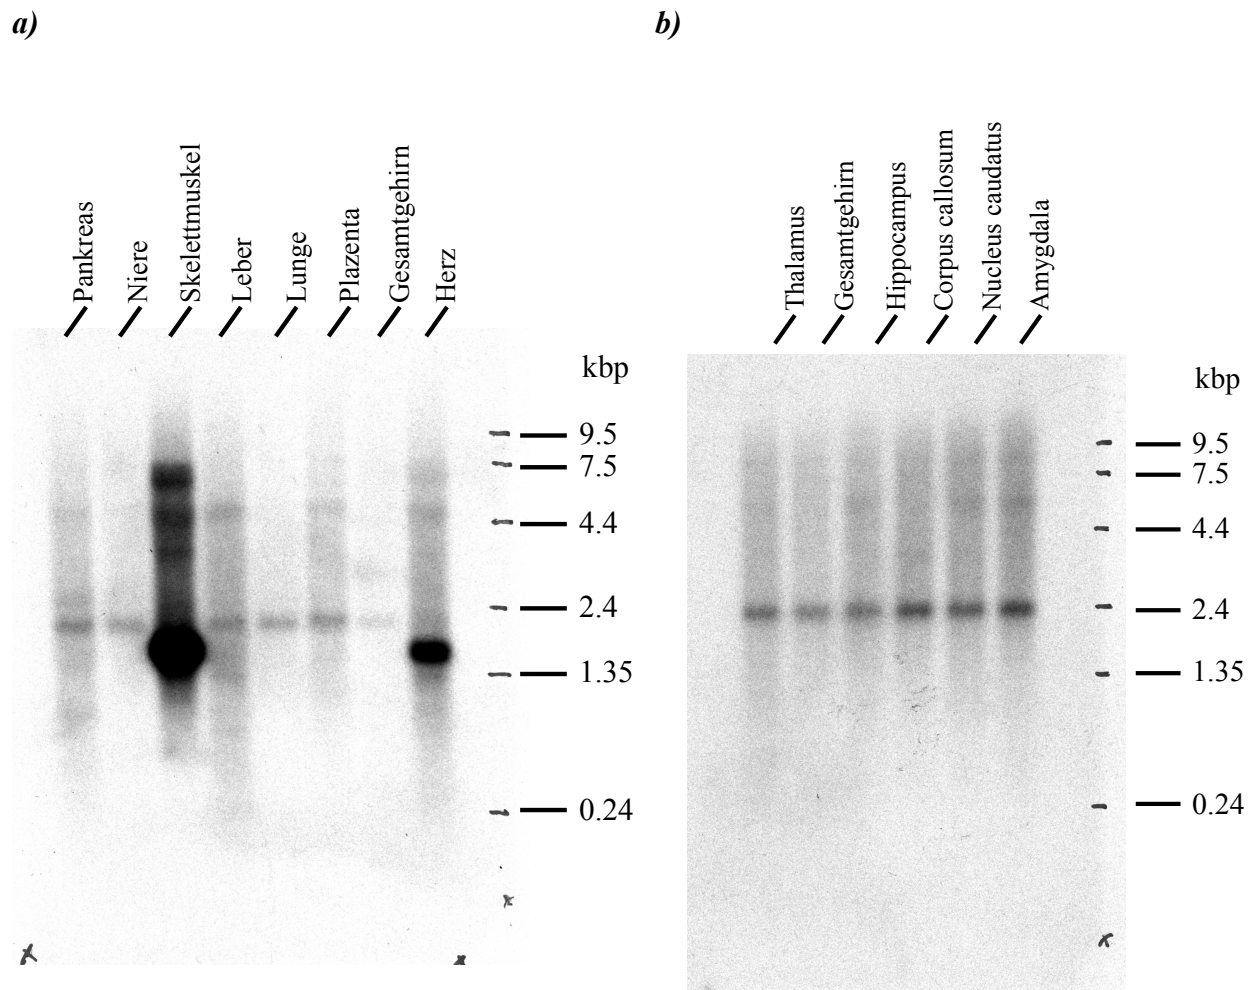 a)
Pankreas
Niere
Skelettmuskel
Leber
Lunge
Plazenta
Gesamtgehirn
Herz
kbp
9.5
7.5
4.4
2.4
1.35
0.24
b)
Thalamus
Gesamtgehirn
Hippocampus
Corpus callosum
Nucleus caudatus
Amygdala
kbp
9.5
7.5
4.4
2.4
1.35
0.24